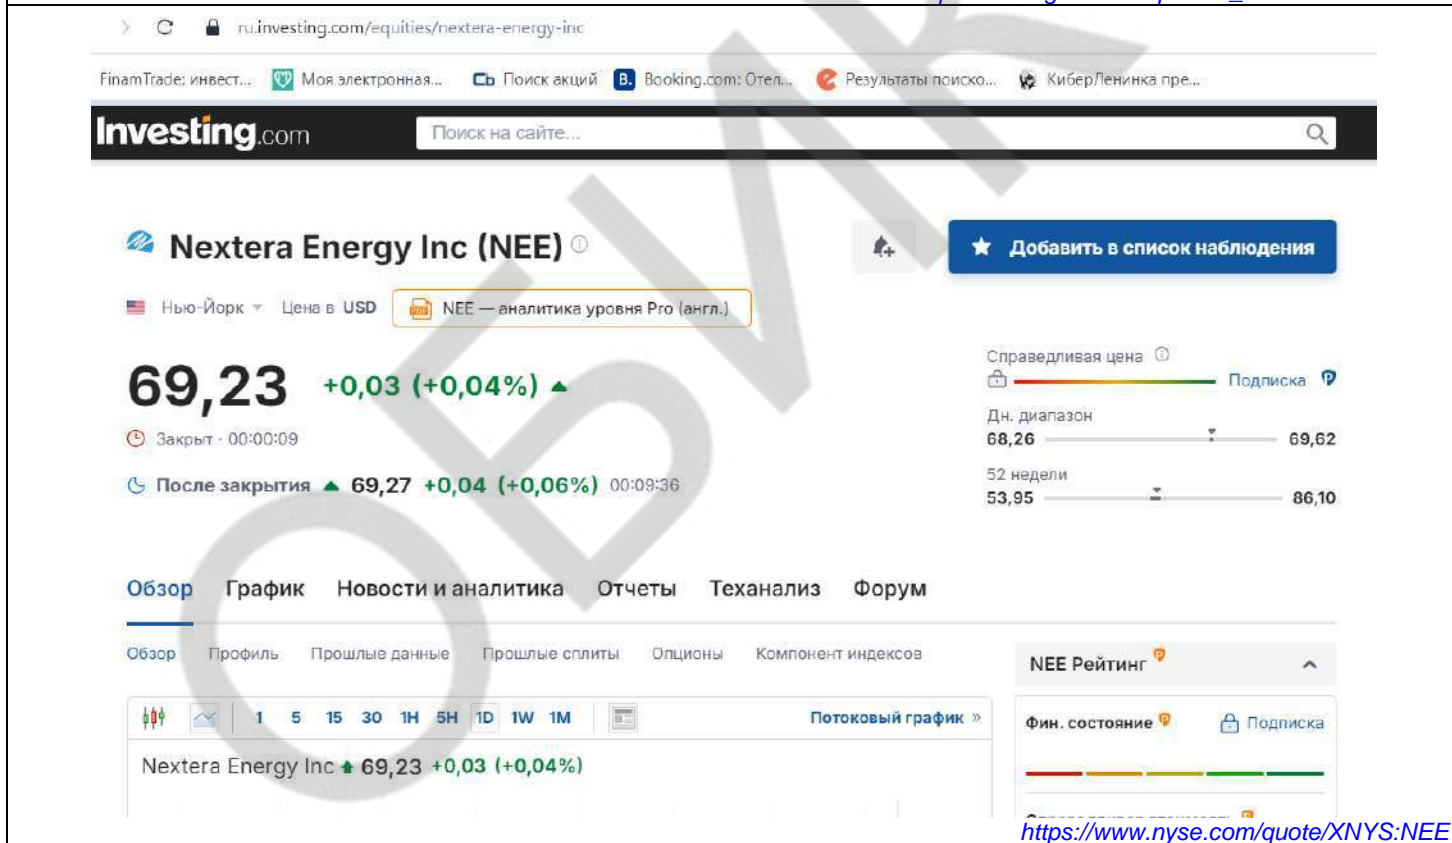 ru.investing.com/equities/nextera-energy-inc
FinamTrade: инвест... Моя электронная... Cb Поиск акций B. Booking.com: Отел... Результаты поиско... КиберЛенинка пре...
Investing.com Поиск на сайте...
Nextera Energy Inc (NEE)
Добавить в список наблюдения
Нью-Йорк Цена в USD NEE — аналитика уровня Pro (англ.)
69,23 +0,03 (+0,04%)
Справедливая цена
Подписка
Закрыт · 00:00:09
Дн. диапазон
68,26 69,62
После закрытия 69,27 +0,04 (+0,06%) 00:09:36
52 недели
53,95 86,10
Обзор График Новости и аналитика Отчеты Теханализ Форум
Обзор Профиль Прошлые данные Прошлые сплиты Опционы Компонент индексов
NEE Рейтинг
1 5 15 30 1H 5H 1D 1W 1M Потоковый график »
Фин. состояние Подписка
Nextera Energy Inc 69,23 +0,03 (+0,04%)
https://www.nyse.com/quote/XNYS:NEE
ОБИК